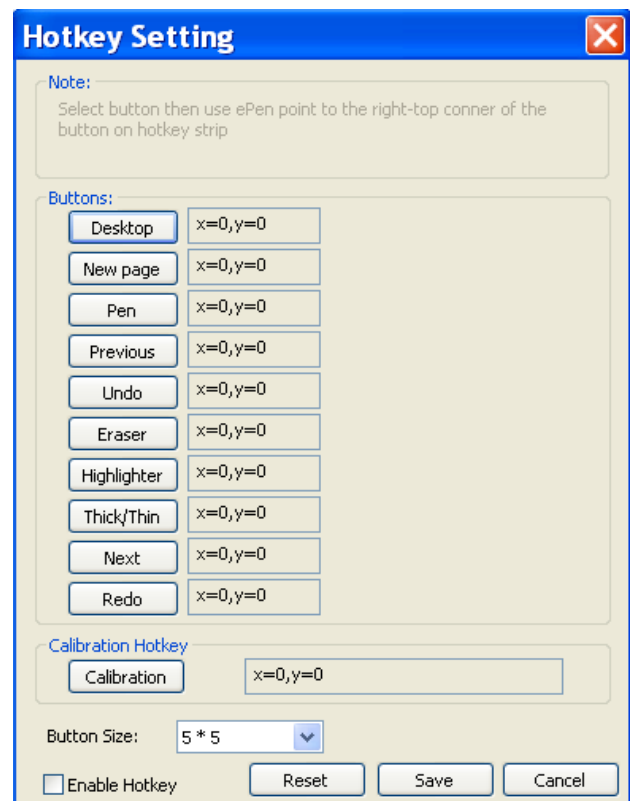 Hotkey Setting
Note:
Select button then use ePen point to the right-top conner of the
button on hotkey strip
Buttons:
Desktop x=0,y=0
New page x=0,y=0
Pen x=0,y=0
Previous x=0,y=0
Undo x=0,y=0
Eraser x=0,y=0
Highlighter x=0,y=0
Thick/Thin x=0,y=0
Next x=0,y=0
Redo x=0,y=0
Calibration Hotkey
Calibration x=0,y=0
Button Size: 5 * 5
Enable Hotkey Reset Save Cancel